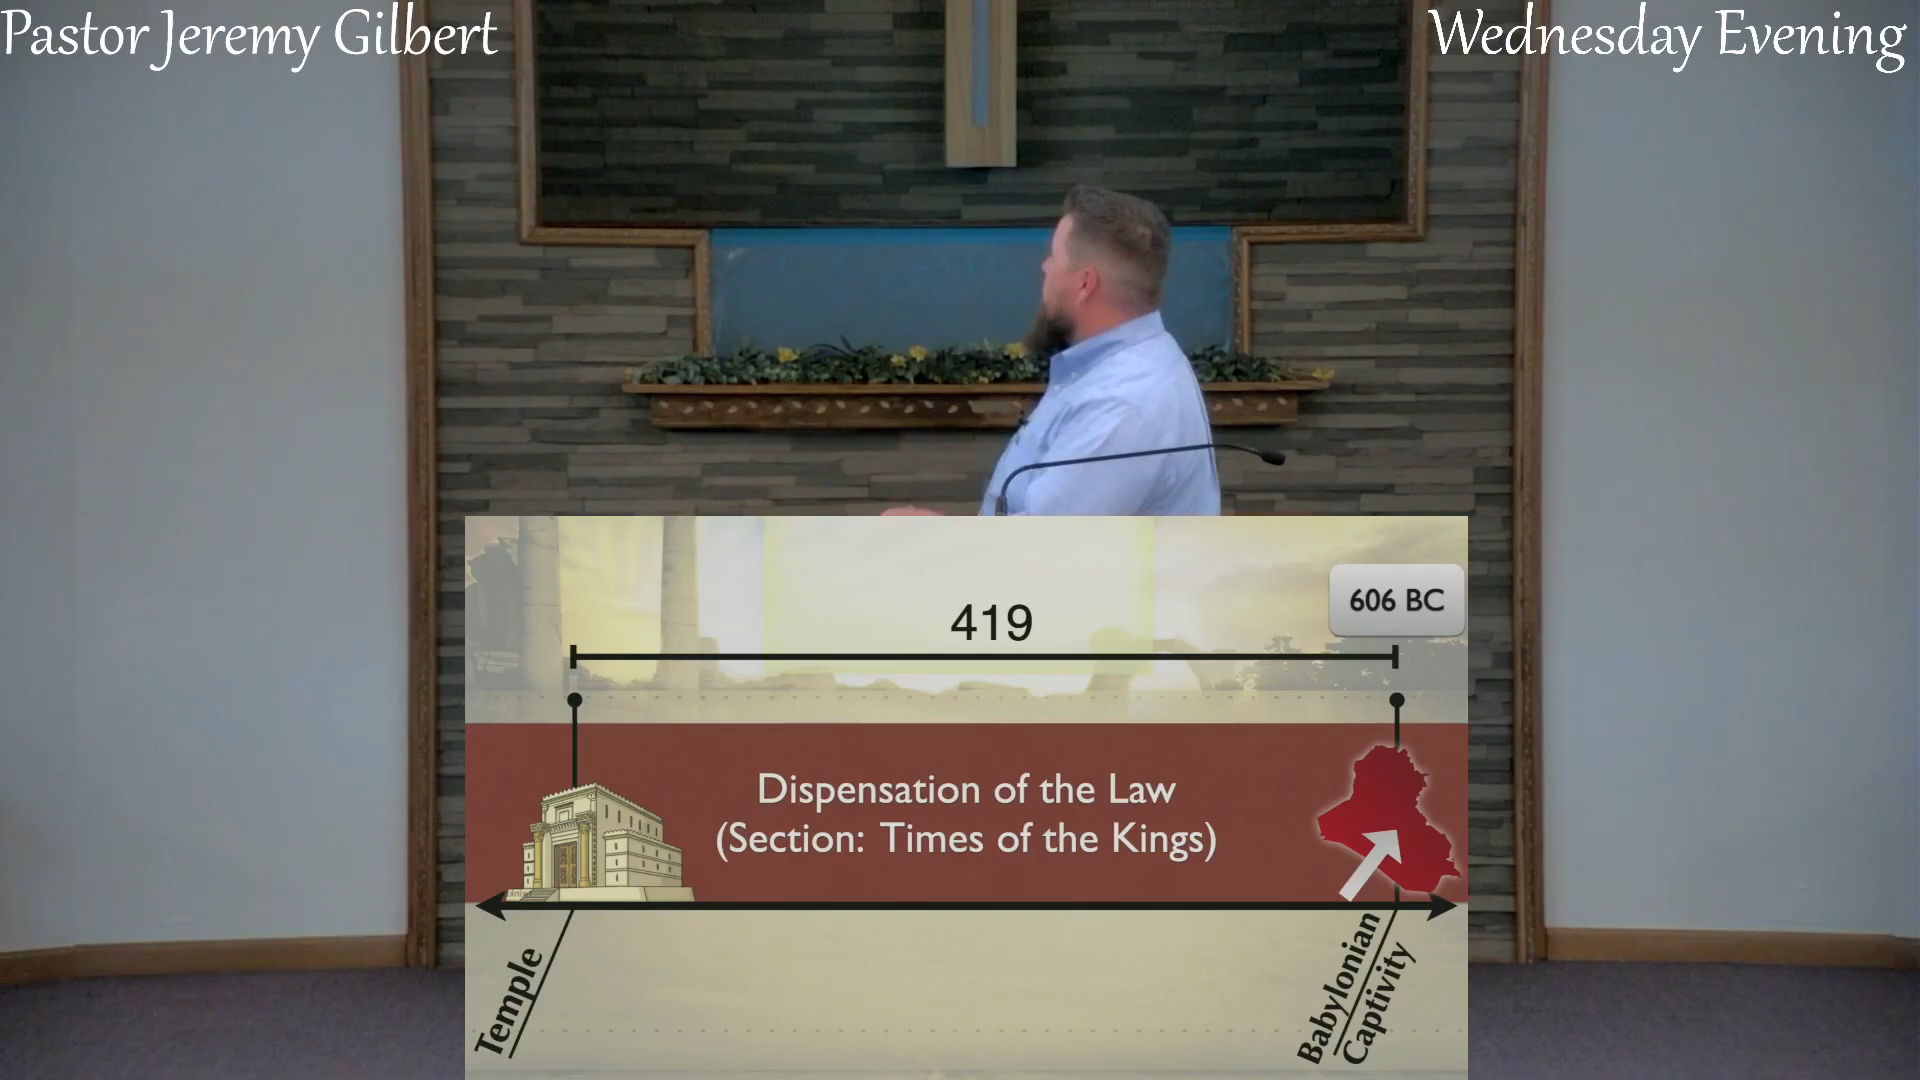 Pastor Jeremy Gilbert
Wednesday Evening
606 BC
419
Dispensation of the Law
(Section: Times of the Kings)
Temple
Babylonian
Captivity